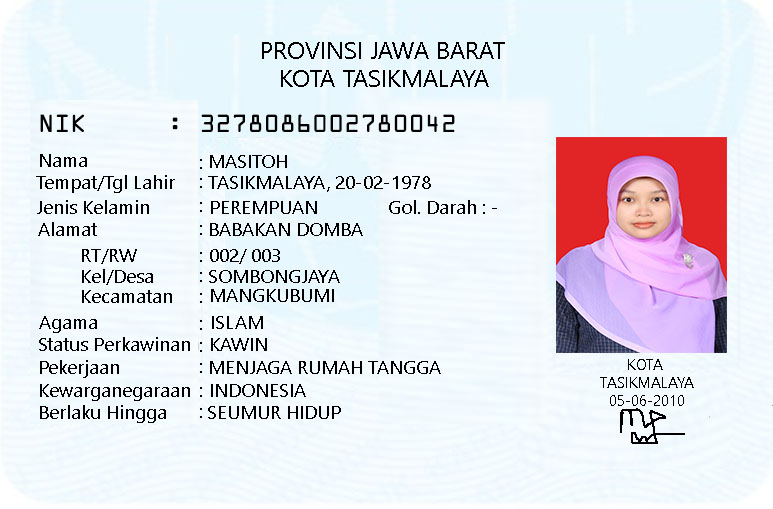 PROVINSI JAWA BARAT
KOTA TASIKMALAYA
NIK : 3278086002780042
Nama : MASITOH
Tempat/Tgl Lahir : TASIKMALAYA, 20-02-1978
Jenis Kelamin : PEREMPUAN Gol. Darah : -
Alamat : BABAKAN DOMBA
RT/RW : 002/ 003
Kel/Desa : SOMBONGJAYA
Kecamatan : MANGKUBUMI
Agama : ISLAM
Status Perkawinan : KAWIN
Pekerjaan : MENJAGA RUMAH TANGGA
Kewarganegaraan : INDONESIA
Berlaku Hingga : SEUMUR HIDUP
KOTA
TASIKMALAYA
05-06-2010